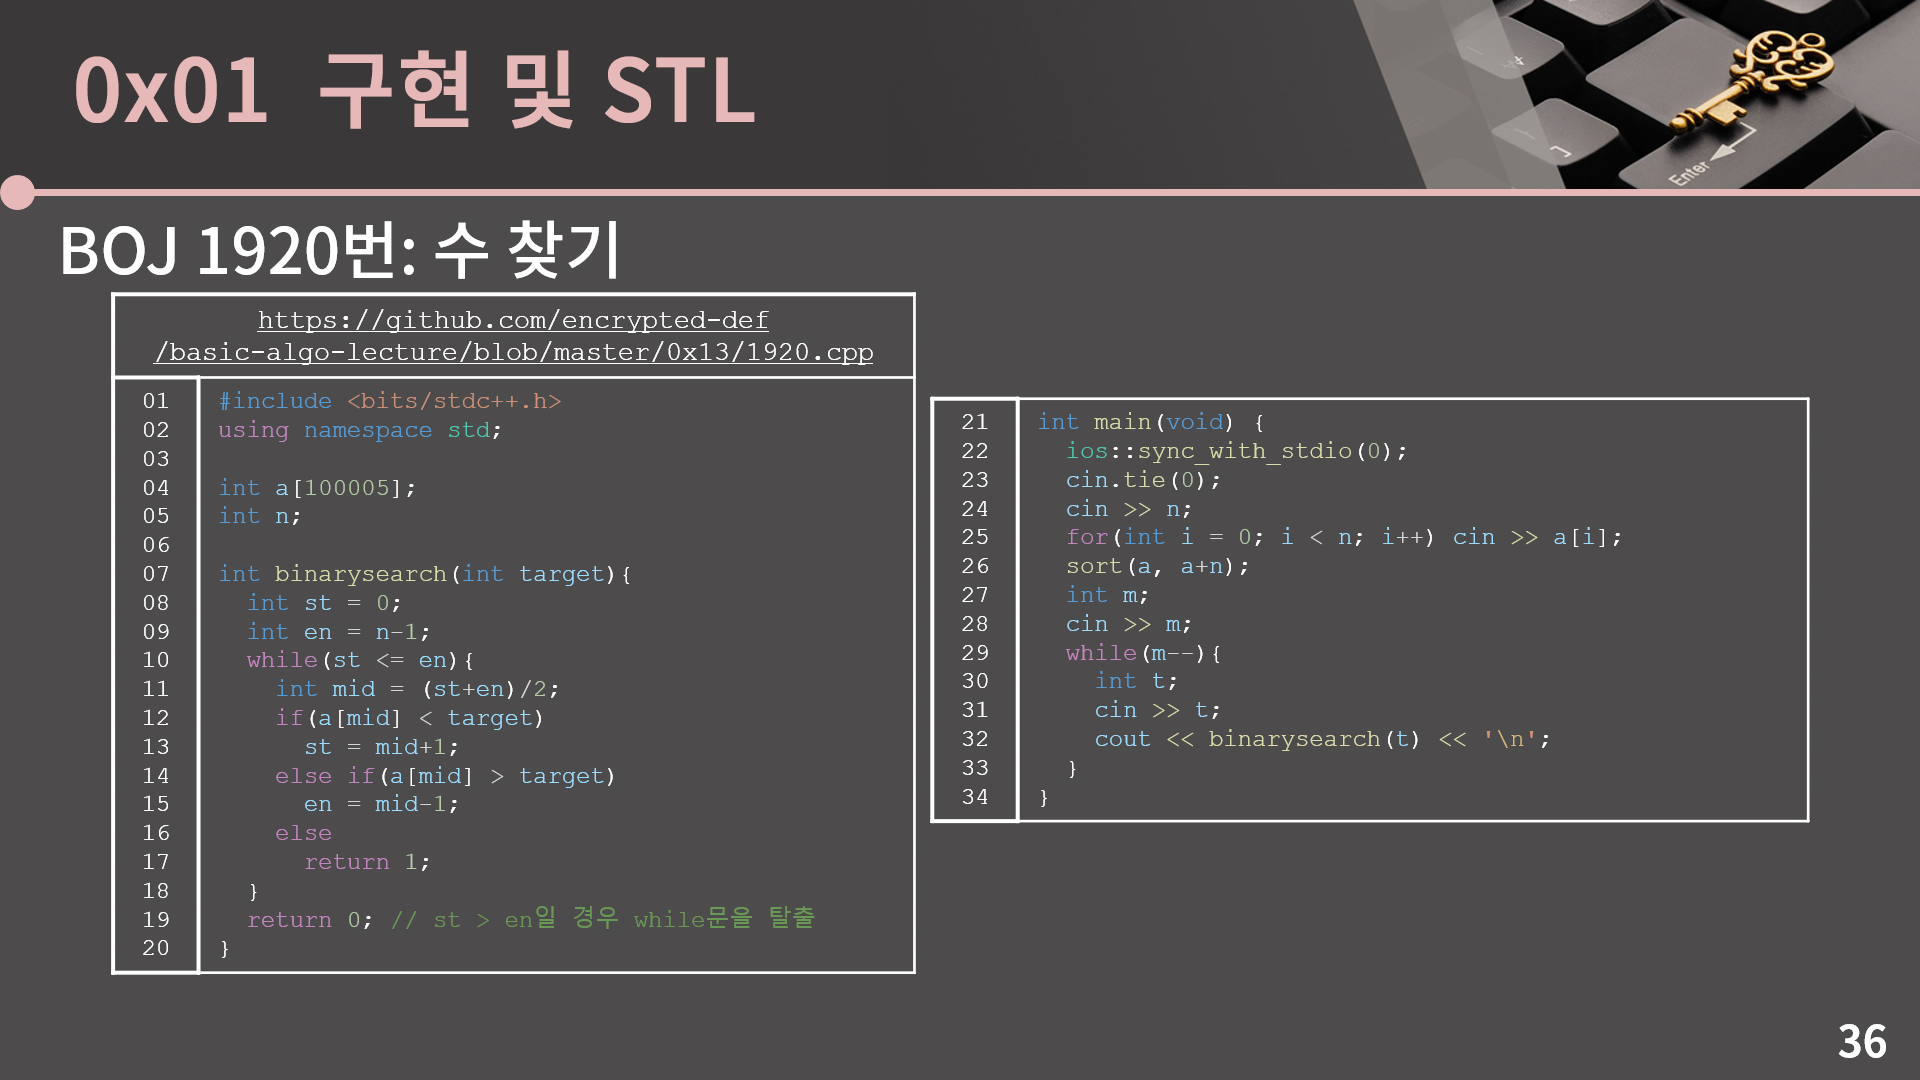 0x01 구현 및 STL
Enter
BOJ 1920번: 수 찾기
https://github.com/encrypted-def
/basic-algo-lecture/blob/master/0x13/1920.cpp
01 #include <bits/stdc++.h>
02 using namespace std;
03
04 int a[100005];
05 int n;
06
07 int binarysearch(int target){
08   int st = 0;
09   int en = n-1;
10   while(st <= en){
11     int mid = (st+en)/2;
12     if(a[mid] < target)
13       st = mid+1;
14     else if(a[mid] > target)
15       en = mid-1;
16     else
17       return 1;
18   }
19   return 0; // st > en일 경우 while문을 탈출
20 }
21 int main(void) {
22   ios::sync_with_stdio(0);
23   cin.tie(0);
24   cin >> n;
25   for(int i = 0; i < n; i++) cin >> a[i];
26   sort(a, a+n);
27   int m;
28   cin >> m;
29   while(m--){
30     int t;
31     cin >> t;
32     cout << binarysearch(t) << '\n';
33   }
34 }
36